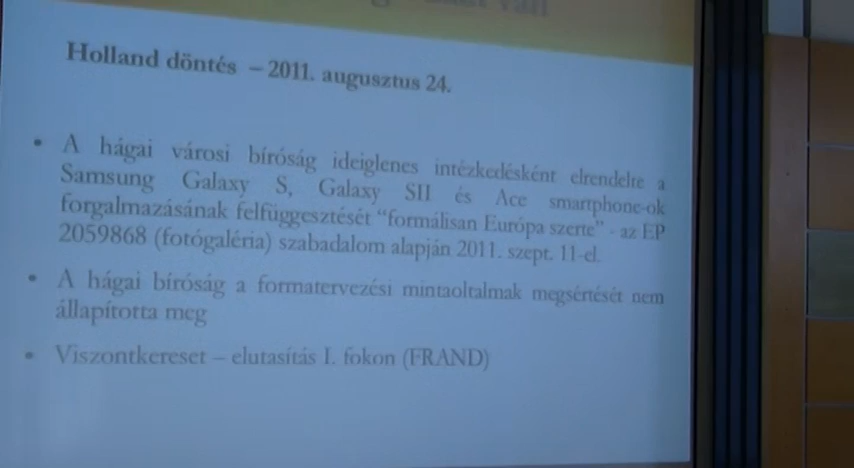 Holland döntés – 2011. augusztus 24.
• A hágai városi bíróság ideiglenes intézkedésként elrendelte a
Samsung Galaxy S, Galaxy SII és Ace smartphone-ok
forgalmazásának felfüggesztését “formálisan Európa szerte” - az EP
2059868 (fotógaléria) szabadalom alapján 2011. szept. 11-el.
• A hágai bíróság a formatervezési mintaoltalmak megsértését nem
állapította meg
• Viszontkereset – elutasítás I. fokon (FRAND)